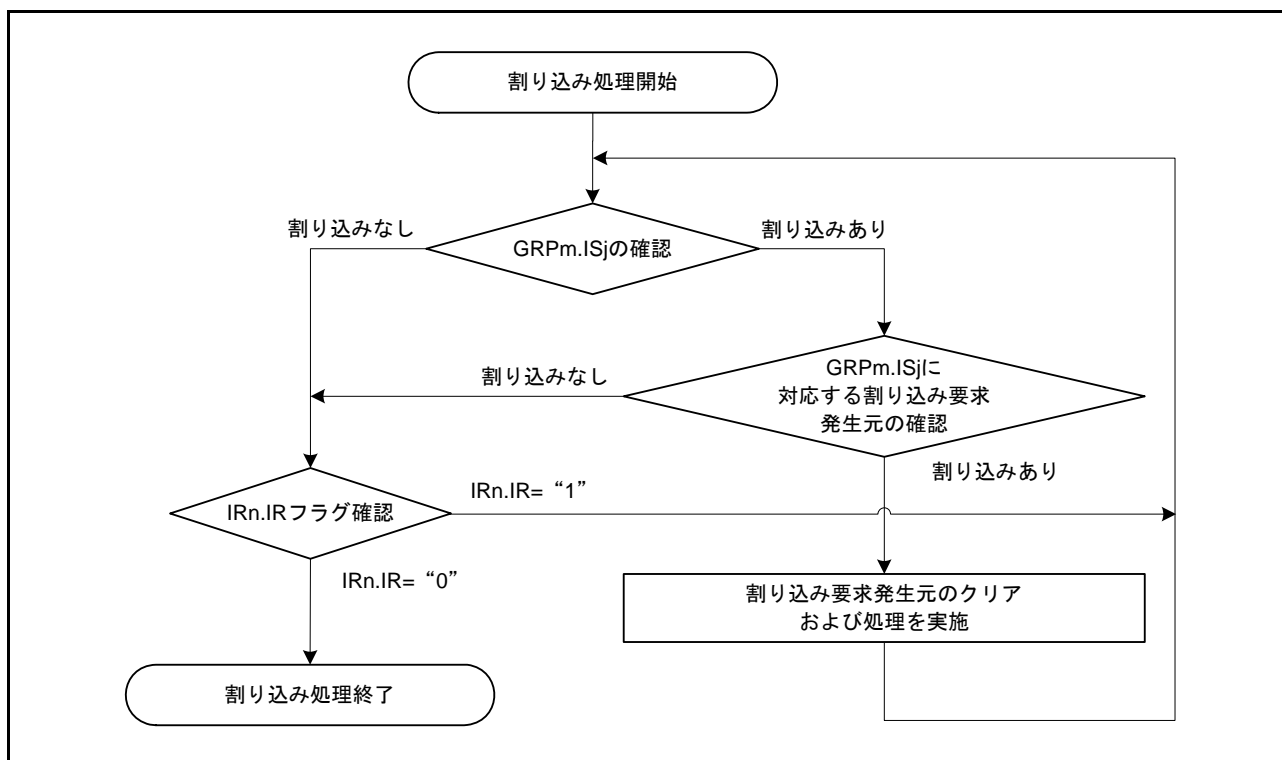 割り込み処理開始
割り込みなし
割り込みあり
GRPm.ISjの確認
GRPm.ISjに
対応する割り込み要求
発生元の確認
割り込みなし
割り込みあり
IRn.IRフラグ確認
IRn.IR= “1”
IRn.IR= “0”
割り込み要求発生元のクリア
および処理を実施
割り込み処理終了